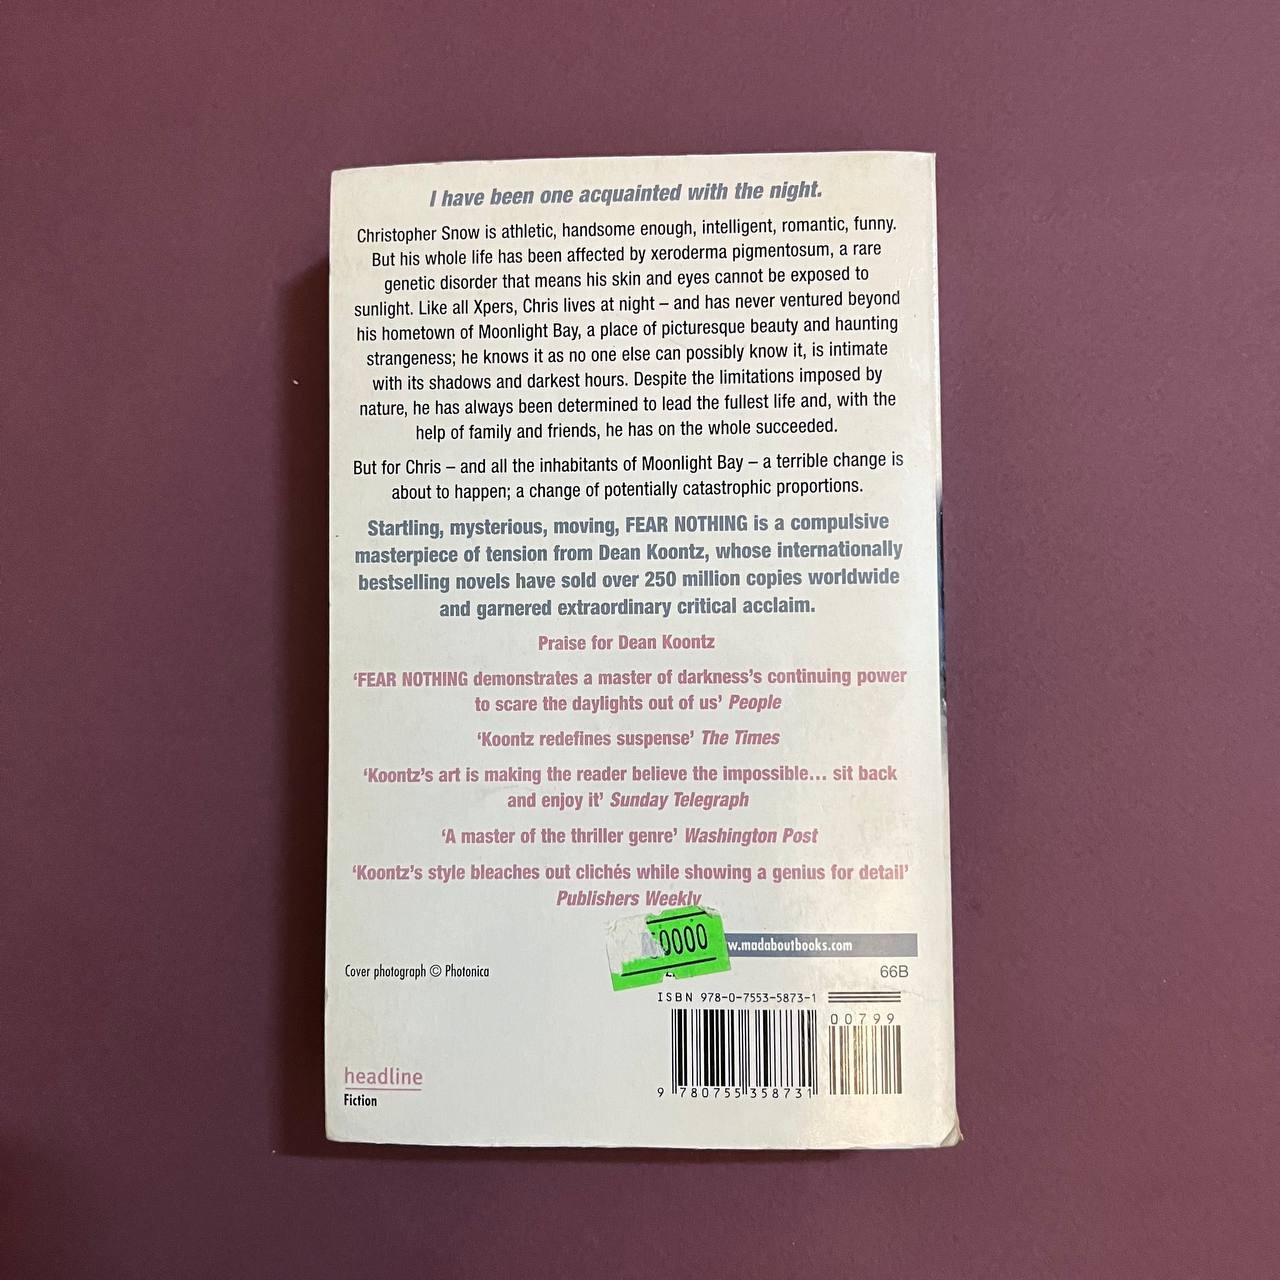 I have been one acquainted with the night.
Christopher Snow is athletic, handsome enough, intelligent, romantic, funny.
But his whole life has been affected by xeroderma pigmentosum, a rare
genetic disorder that means his skin and eyes cannot be exposed to
sunlight. Like all Xpers, Chris lives at night – and has never ventured beyond
his hometown of Moonlight Bay, a place of picturesque beauty and haunting
strangeness; he knows it as no one else can possibly know it, is intimate
with its shadows and darkest hours. Despite the limitations imposed by
nature, he has always been determined to lead the fullest life and, with the
help of family and friends, he has on the whole succeeded.
But for Chris – and all the inhabitants of Moonlight Bay – a terrible change is
about to happen; a change of potentially catastrophic proportions.
Startling, mysterious, moving, FEAR NOTHING is a compulsive
masterpiece of tension from Dean Koontz, whose internationally
bestselling novels have sold over 250 million copies worldwide
and garnered extraordinary critical acclaim.
Praise for Dean Koontz
‘FEAR NOTHING demonstrates a master of darkness’s continuing power
to scare the daylights out of us’ People
‘Koontz redefines suspense’ The Times
‘Koontz’s art is making the reader believe the impossible... sit back
and enjoy it’ Sunday Telegraph
‘A master of the thriller genre’ Washington Post
‘Koontz’s style bleaches out clichés while showing a genius for detail’
Publishers Weekly
0000 w.madaboutbooks.com
Cover photograph © Photonica
66B
ISBN 978-0-7553-5873-1
00799
9 780755 358731
headline
Fiction